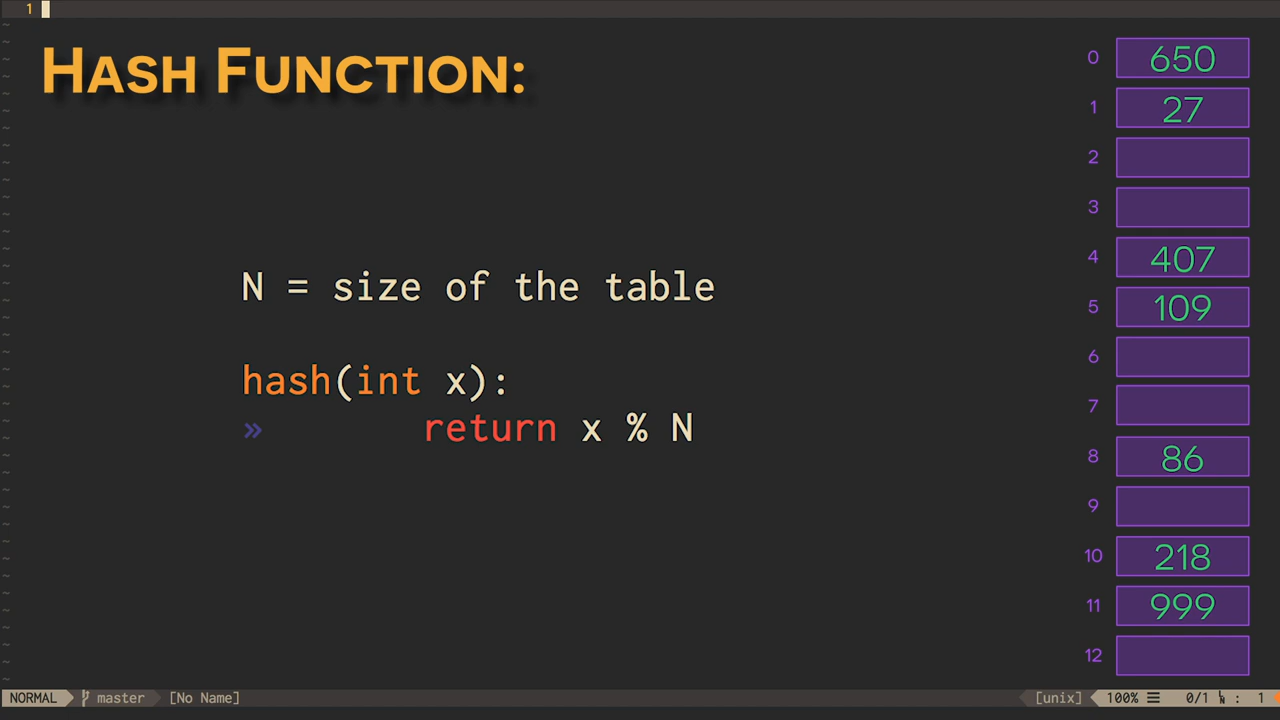 1
HASH FUNCTION:
N = size of the table
hash(int x):
» return x % N
0 650
1 27
2
3
4 407
5 109
6
7
8 86
9
10 218
11 999
12
NORMAL master [No Name] [unix] 100% ☰ 0/1 ㏑ : 1